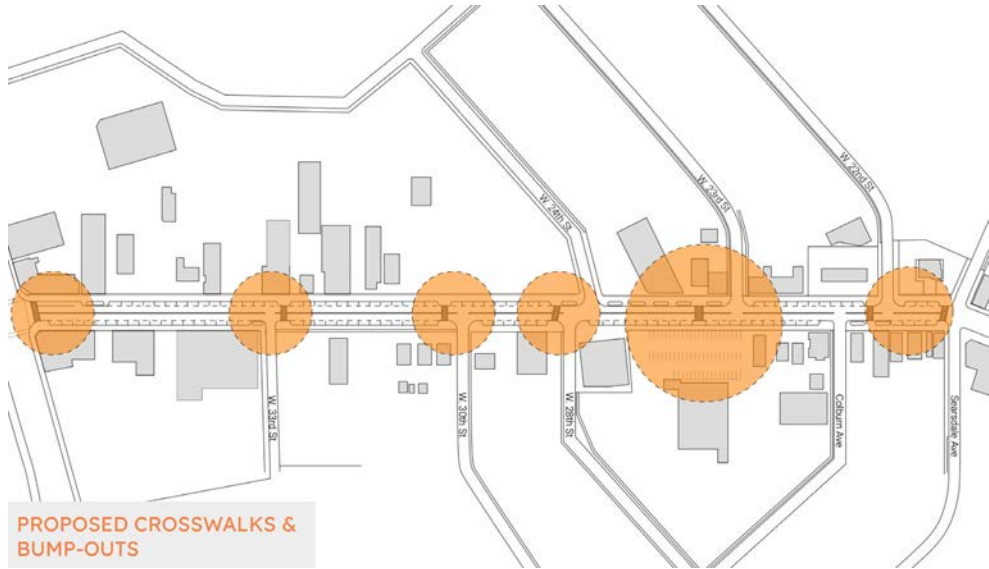 W. 24th St
W. 23rd St
W. 22nd St
W. 33rd St
W. 30th St
W. 28th St
Colburn Ave
Searsdale Ave
PROPOSED CROSSWALKS &
BUMP-OUTS